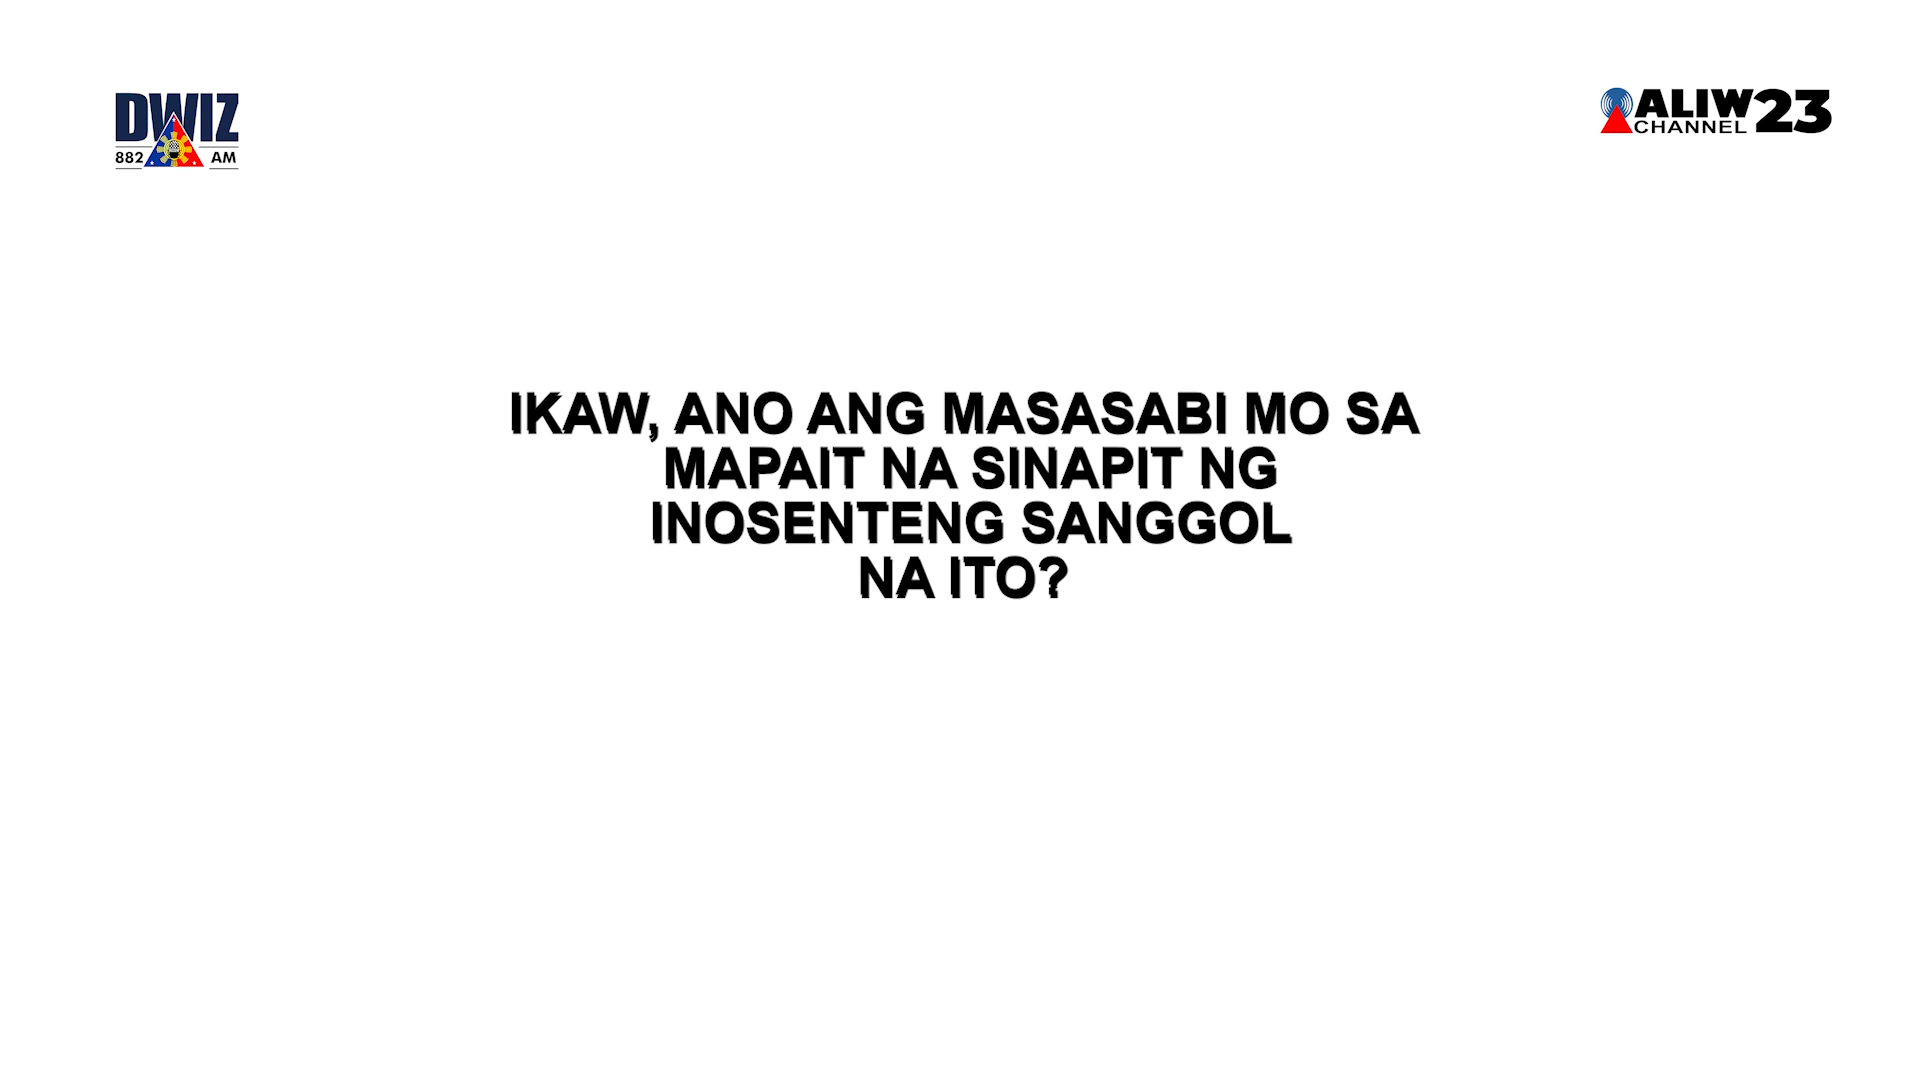 DWIZ
882 AM
ALIW 23
CHANNEL
IKAW, ANO ANG MASASABI MO SA
MAPAIT NA SINAPIT NG
INOSENTENG SANGGOL
NA ITO?